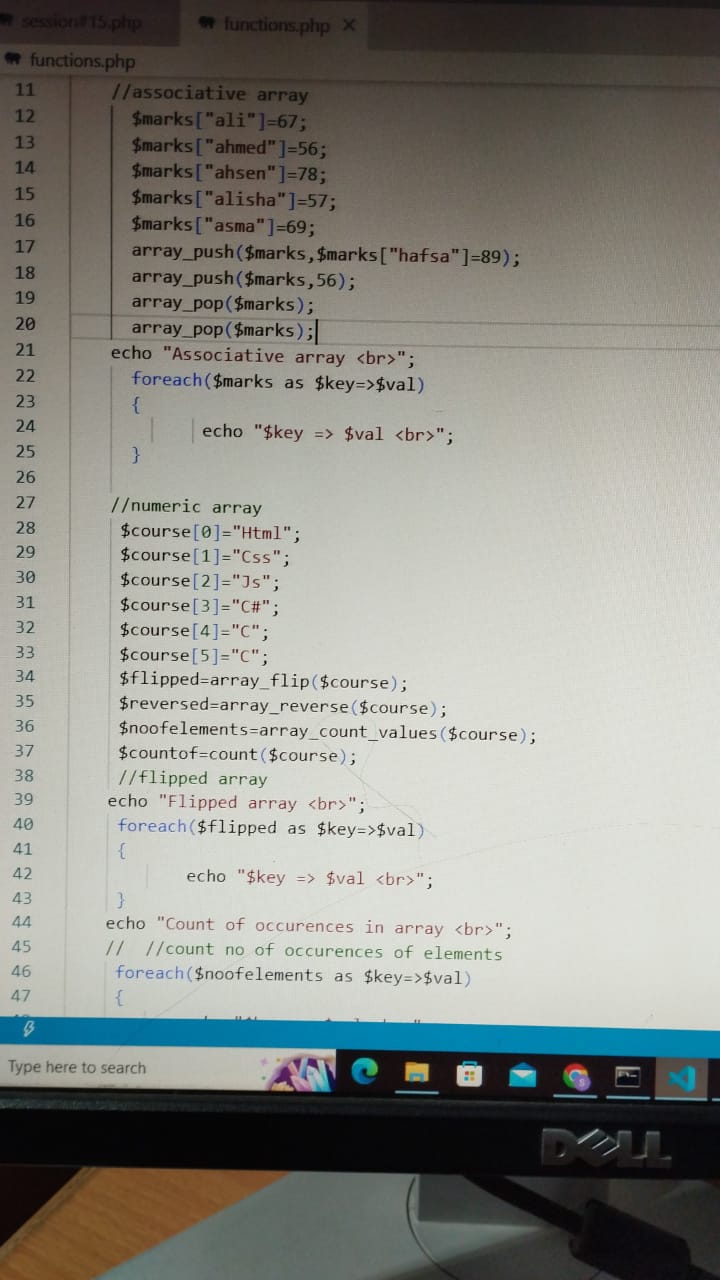 session#15.php
functions.php ×
functions.php
11 //associative array
12 $marks["ali"]=67;
13 $marks["ahmed"]=56;
14 $marks["ahsen"]=78;
15 $marks["alisha"]=57;
16 $marks["asma"]=69;
17 array_push($marks,$marks["hafsa"]=89);
18 array_push($marks,56);
19 array_pop($marks);
20 array_pop($marks);
21 echo "Associative array <br>";
22 foreach($marks as $key=>$val)
23 {
24 echo "$key => $val <br>";
25 }
26
27 //numeric array
28 $course[0]="Html";
29 $course[1]="Css";
30 $course[2]="Js";
31 $course[3]="C#";
32 $course[4]="C";
33 $course[5]="C";
34 $flipped=array_flip($course);
35 $reversed=array_reverse($course);
36 $noofelements=array_count_values($course);
37 $countof=count($course);
38 //flipped array
39 echo "Flipped array <br>";
40 foreach($flipped as $key=>$val)
41 {
42 echo "$key => $val <br>";
43 }
44 echo "Count of occurences in array <br>";
45 // //count no of occurences of elements
46 foreach($noofelements as $key=>$val)
47 {
Type here to search
DELL